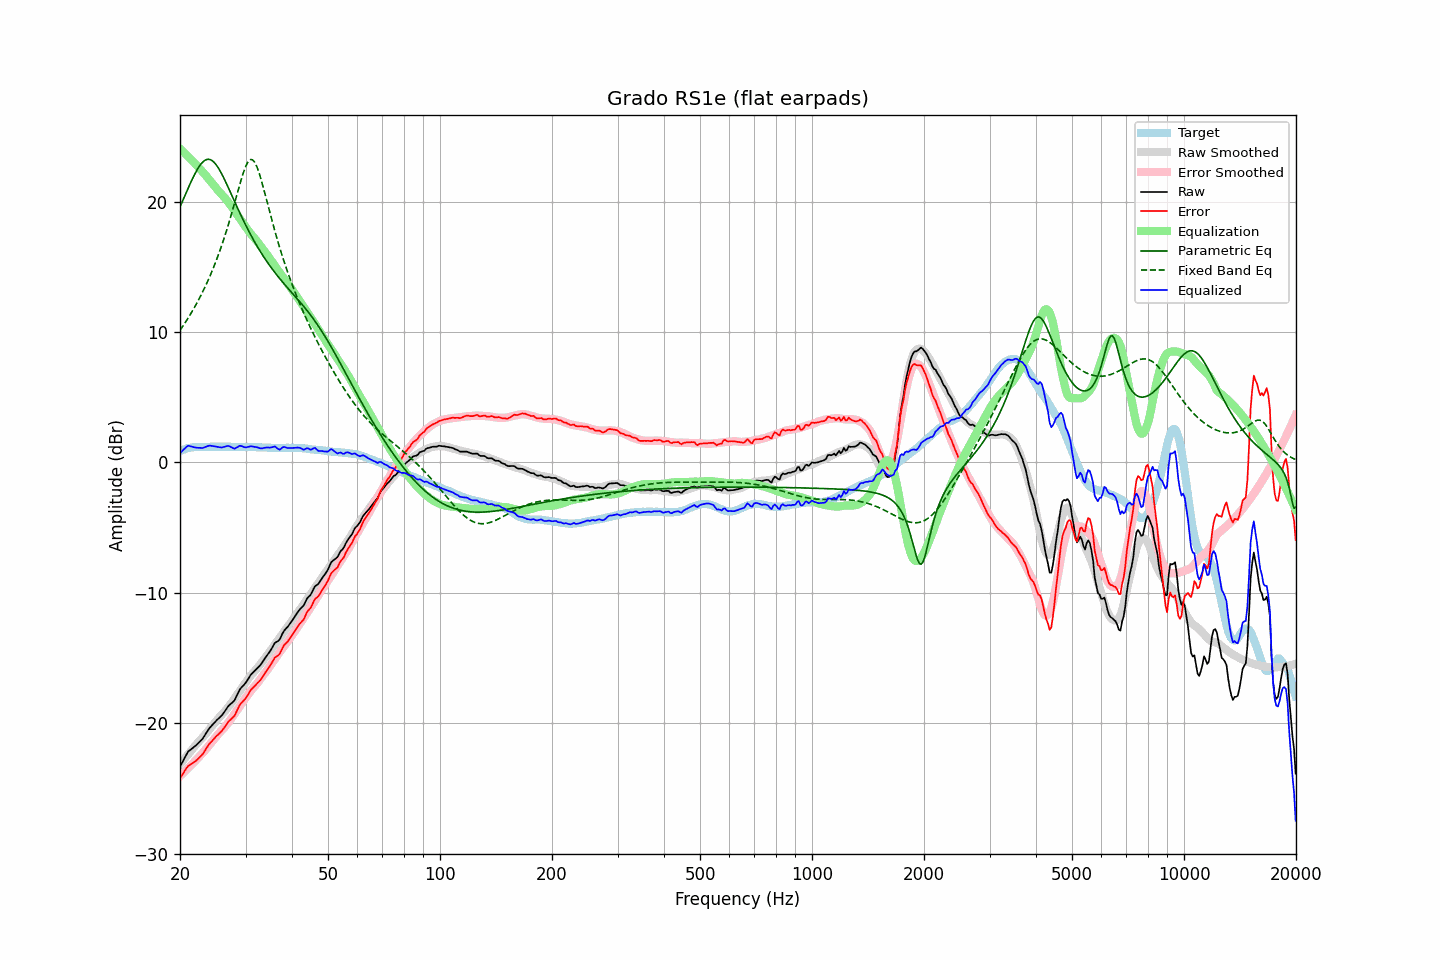 Grado RS1e (flat earpads)
Target
Raw Smoothed
Error Smoothed
Raw
Error
Equalization
Parametric Eq
Fixed Band Eq
Equalized
Amplitude (dBr)
20
10
0
−10
−20
−30
20 50 100 200 500 1000 2000 5000 10000 20000
Frequency (Hz)